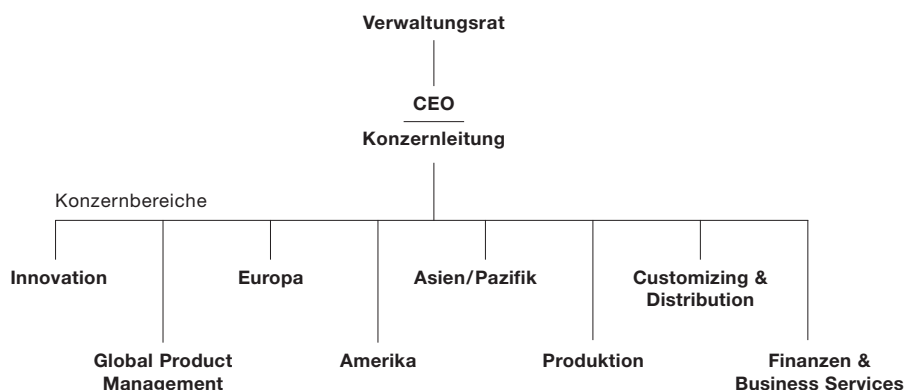 Verwaltungsrat
CEO
Konzernleitung
Konzernbereiche
Innovation
Europa
Asien/Pazifik
Customizing &
Distribution
Global Product
Management
Amerika
Produktion
Finanzen &
Business Services